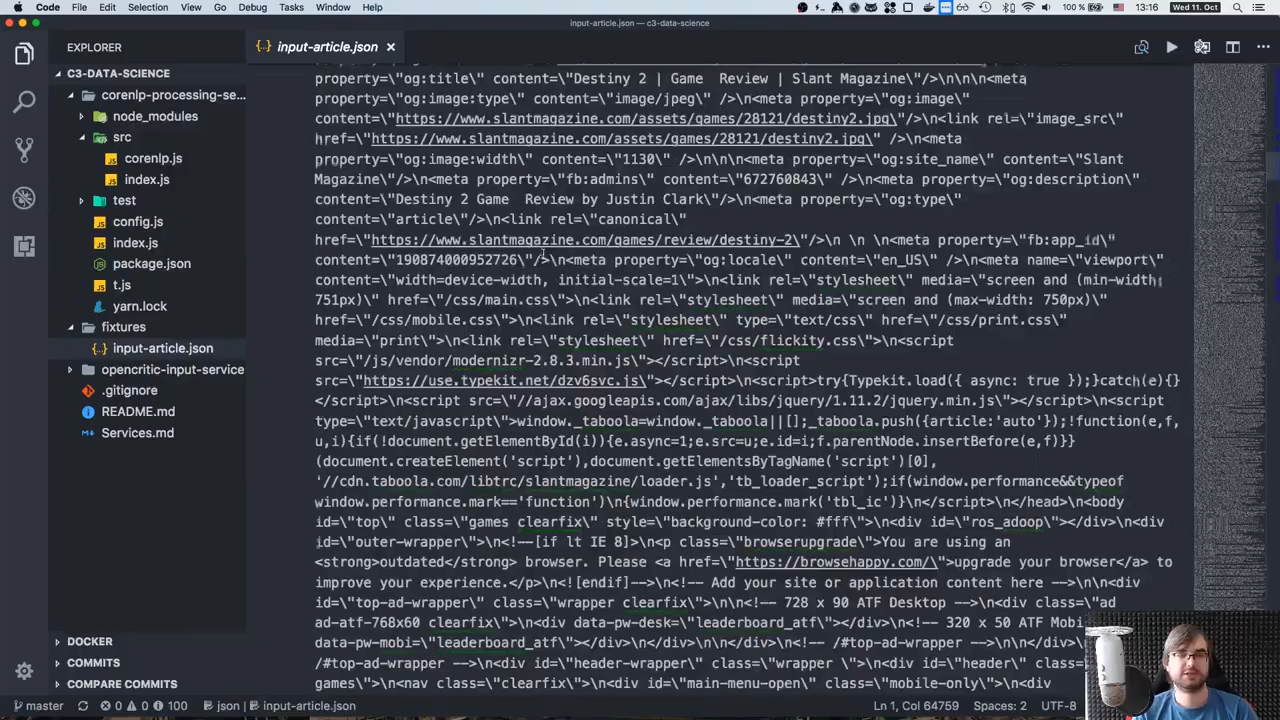 Code File Edit Selection View Go Debug Tasks Window Help 100 % 13:16 Wed 11. Oct
input-article.json — c3-data-science
EXPLORER
{..} input-article.json ×
C3-DATA-SCIENCE
corenlp-processing-se...
node_modules
src
corenlp.js
index.js
test
config.js
index.js
package.json
t.js
yarn.lock
fixtures
{..} input-article.json
opencritic-input-service
.gitignore
README.md
Services.md
DOCKER
COMMITS
COMPARE COMMITS
property=\"og:title\" content=\"Destiny 2 | Game  Review | Slant Magazine\"/>\n\n\n<meta
property=\"og:image:type\" content=\"image/jpeg\" />\n<meta property=\"og:image\"
content=\"https://www.slantmagazine.com/assets/games/28121/destiny2.jpg\"/>\n<link rel=\"image_src\"
href=\"https://www.slantmagazine.com/assets/games/28121/destiny2.jpg\" />\n<meta
property=\"og:image:width\" content=\"1130\" />\n\n\n<meta property=\"og:site_name\" content=\"Slant
Magazine\"/>\n<meta property=\"fb:admins\" content=\"672760843\" />\n<meta property=\"og:description\"
content=\"Destiny 2 Game  Review by Justin Clark\"/>\n<meta property=\"og:type\"
content=\"article\"/>\n<link rel=\"canonical\"
href=\"https://www.slantmagazine.com/games/review/destiny-2\"/>\n \n \n<meta property=\"fb:app_id\"
content=\"190874000952726\"/>\n<meta property=\"og:locale\" content=\"en_US\" />\n<meta name=\"viewport\"
content=\"width=device-width, initial-scale=1\">\n<link rel=\"stylesheet\" media=\"screen and (min-width:
751px)\" href=\"/css/main.css\">\n<link rel=\"stylesheet\" media=\"screen and (max-width: 750px)\"
href=\"/css/mobile.css\">\n<link rel=\"stylesheet\" type=\"text/css\" href=\"/css/print.css\"
media=\"print\">\n<link rel=\"stylesheet\" href=\"/css/flickity.css\">\n<script
src=\"/js/vendor/modernizr-2.8.3.min.js\"></script>\n<script
src=\"https://use.typekit.net/dzv6svc.js\"></script>\n<script>try{Typekit.load({ async: true });}catch(e){}
</script>\n<script src=\"//ajax.googleapis.com/ajax/libs/jquery/1.11.2/jquery.min.js\"></script>\n<script
type=\"text/javascript\">window._taboola=window._taboola||[];_taboola.push({article:'auto'});!function(e,f,
u,i){if(!document.getElementById(i)){e.async=1;e.src=u;e.id=i;f.parentNode.insertBefore(e,f)}}
(document.createElement('script'),document.getElementsByTagName('script')[0],
'//cdn.taboola.com/libtrc/slantmagazine/loader.js','tb_loader_script');if(window.performance&&typeof
window.performance.mark=='function')\n{window.performance.mark('tbl_ic')}\n</script>\n</head>\n<body
id=\"top\" class=\"games clearfix\" style=\"background-color: #fff\">\n<div id=\"ros_adoop\"></div>\n<div
id=\"outer-wrapper\">\n<!--[if lt IE 8]>\n<p class=\"browserupgrade\">You are using an
<strong>outdated</strong> browser. Please <a href=\"https://browsehappy.com/\">upgrade your browser</a> to
improve your experience.</p>\n<![endif]-->\n<!-- Add your site or application content here -->\n\n<div
id=\"top-ad-wrapper\" class=\"wrapper clearfix\">\n\n<!-- 728 x 90 ATF Desktop -->\n<div class=\"ad
ad-atf-768x60 clearfix\">\n<div data-pw-desk=\"leaderboard_atf\"></div>\n<!-- 320 x 50 ATF Mobi
data-pw-mobi=\"leaderboard_atf\"></div>\n</div>\n</div>\n<!-- /#top-ad-wrapper -->\n\n<!--
/#top-ad-wrapper -->\n<div id=\"header-wrapper\" class=\"wrapper \">\n<div id=\"header\" class=
games\">\n<nav class=\"clearfix\">\n<div id=\"main-menu-open\" class=\"mobile-only\">\n<div
master 0 0 100 json | input-article.json Ln 1, Col 64759 Spaces: 2 UTF-8